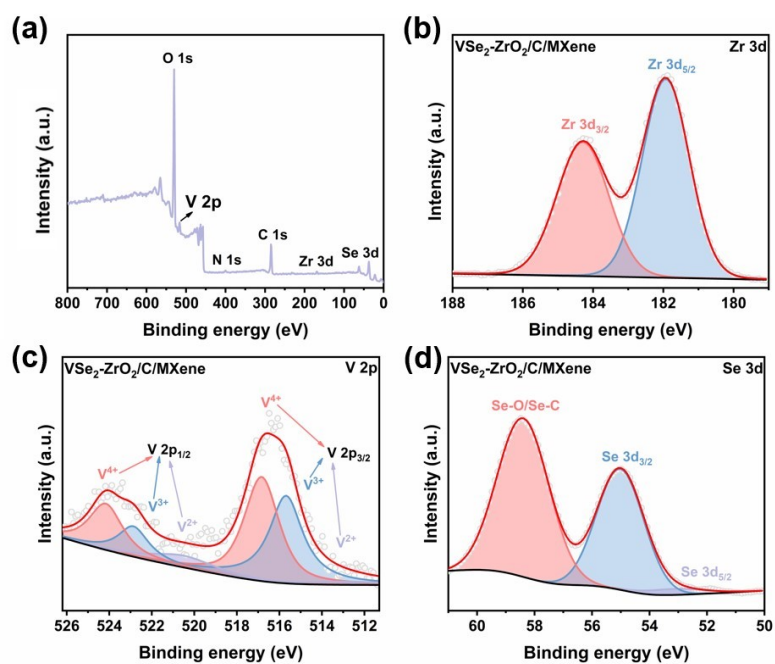 (a)
O 1s
V 2p
N 1s
C 1s
Zr 3d
Se 3d
Intensity (a.u.)
800 700 600 500 400 300 200 100 0
Binding energy (eV)
(b)
VSe₂-ZrO₂/C/MXene Zr 3d
Zr 3d₅/₂
Zr 3d₃/₂
Intensity (a.u.)
188 186 184 182 180
Binding energy (eV)
(c)
VSe₂-ZrO₂/C/MXene V 2p
V⁴⁺
V⁴⁺
V 2p₁/₂
V 2p₃/₂
V³⁺
V³⁺
V²⁺
V²⁺
Intensity (a.u.)
526 524 522 520 518 516 514 512
Binding energy (eV)
(d)
VSe₂-ZrO₂/C/MXene Se 3d
Se-O/Se-C
Se 3d₃/₂
Se 3d₅/₂
Intensity (a.u.)
60 58 55 53 50
Binding energy (eV)